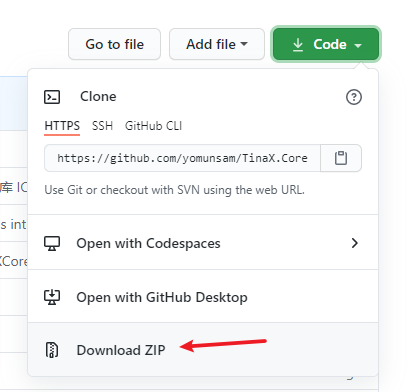 Go to file
Add file
Code
Clone
HTTPS SSH GitHub CLI
https://github.com/yomunsam/TinaX.Core
Use Git or checkout with SVN using the web URL.
库 IC
s int
Open with Codespaces
XCore
Open with GitHub Desktop
Download ZIP